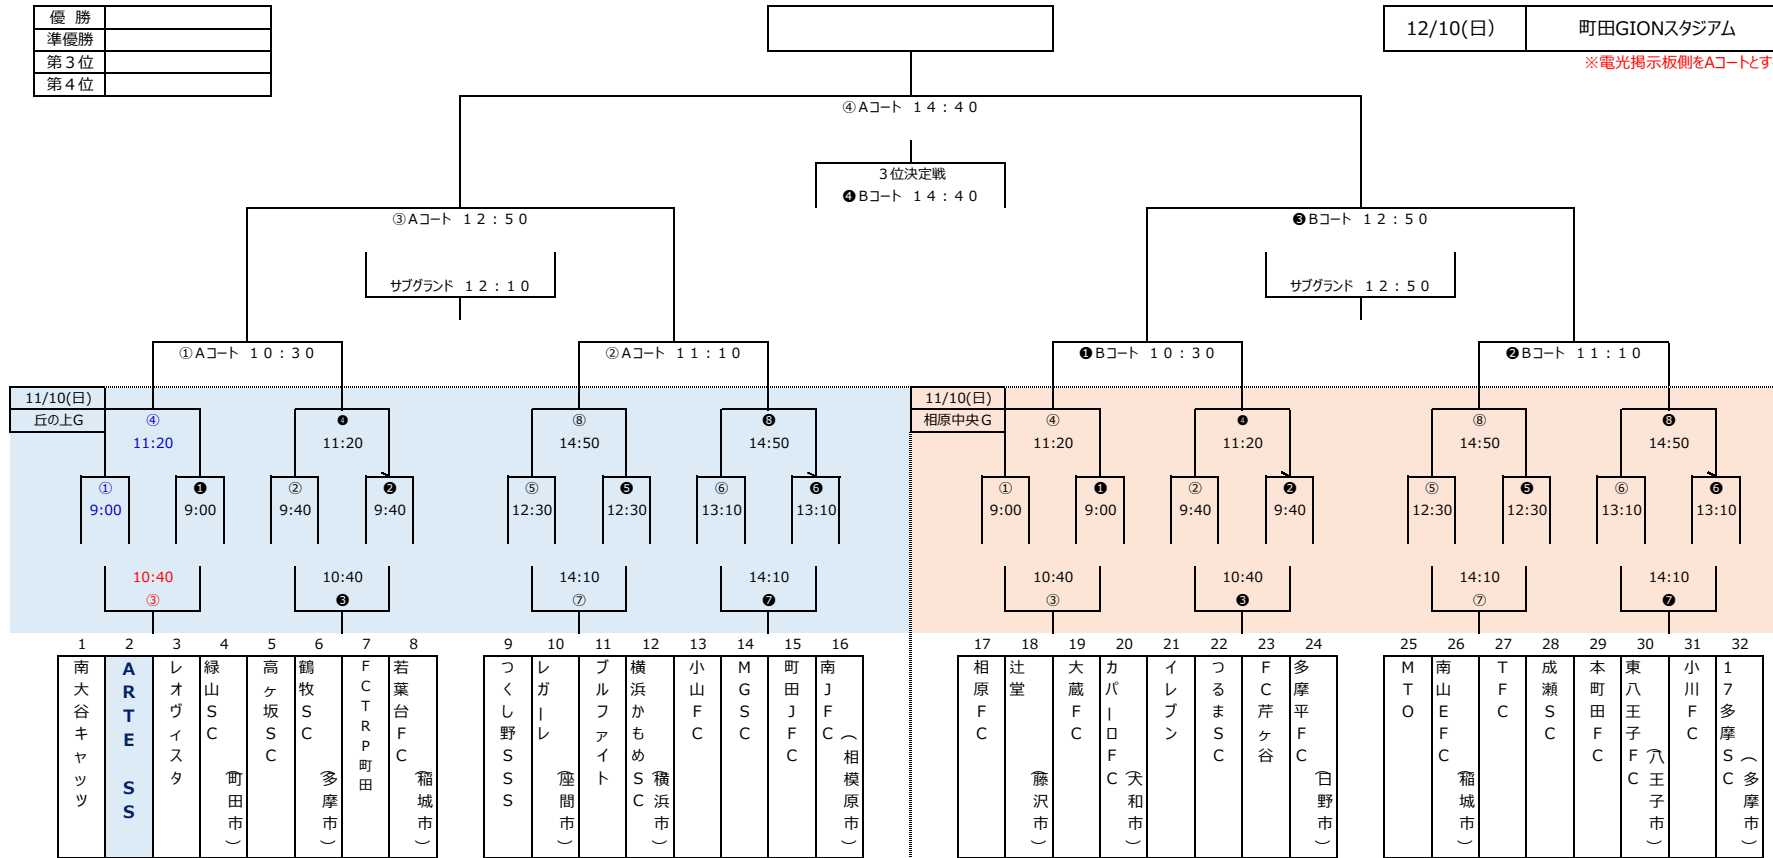 優 勝
準優勝
第３位
第４位
12/10(日)
町田GIONスタジアム
※電光掲示板側をAコートとす
④Aコート １４：４０
３位決定戦
❹Bコート １４：４０
③Aコート １２：５０
❸Bコート １２：５０
サブグランド １２：１０
サブグランド １２：５０
①Aコート １０：３０
②Aコート １１：１０
❶Bコート １０：３０
❷Bコート １１：１０
11/10(日)
丘の上G
11/10(日)
相原中央G
④ ❹ ⑧ ❽ ④ ❹ ⑧ ❽
11:20 11:20 14:50 14:50 11:20 11:20 14:50 14:50
① ❶ ② ❷ ⑤ ❺ ⑥ ❻ ① ❶ ② ❷ ⑤ ❺ ⑥ ❻
9:00 9:00 9:40 9:40 12:30 12:30 13:10 13:10 9:00 9:00 9:40 9:40 12:30 12:30 13:10 13:10
10:40 10:40 14:10 14:10 10:40 10:40 14:10 14:10
③ ❸ ⑦ ❼ ③ ❸ ⑦ ❼
1 2 3 4 5 6 7 8 9 10 11 12 13 14 15 16 17 18 19 20 21 22 23 24 25 26 27 28 29 30 31 32
南大谷キャッツ
ARTE SS
レオヴィスタ
緑山SC
（町田市）
高ヶ坂SC
鶴牧SC
（多摩市）
FCTRP町田
若葉台FC
（稲城市）
つくし野SSS
レガーレ
（座間市）
ブルファイト
横浜かもめSC
（横浜市）
小山FC
MGSC
町田JFC
南JFC
（相模原市）
相原FC
辻堂
（藤沢市）
大蔵FC
カパーロFC
（大和市）
イレブン
つるまSC
FC芹ヶ谷
多摩平FC
（日野市）
MTO
南山EFC
（稲城市）
TFC
成瀬SC
本町田FC
東八王子FC
（八王子市）
小川FC
17多摩SC
（多摩市）